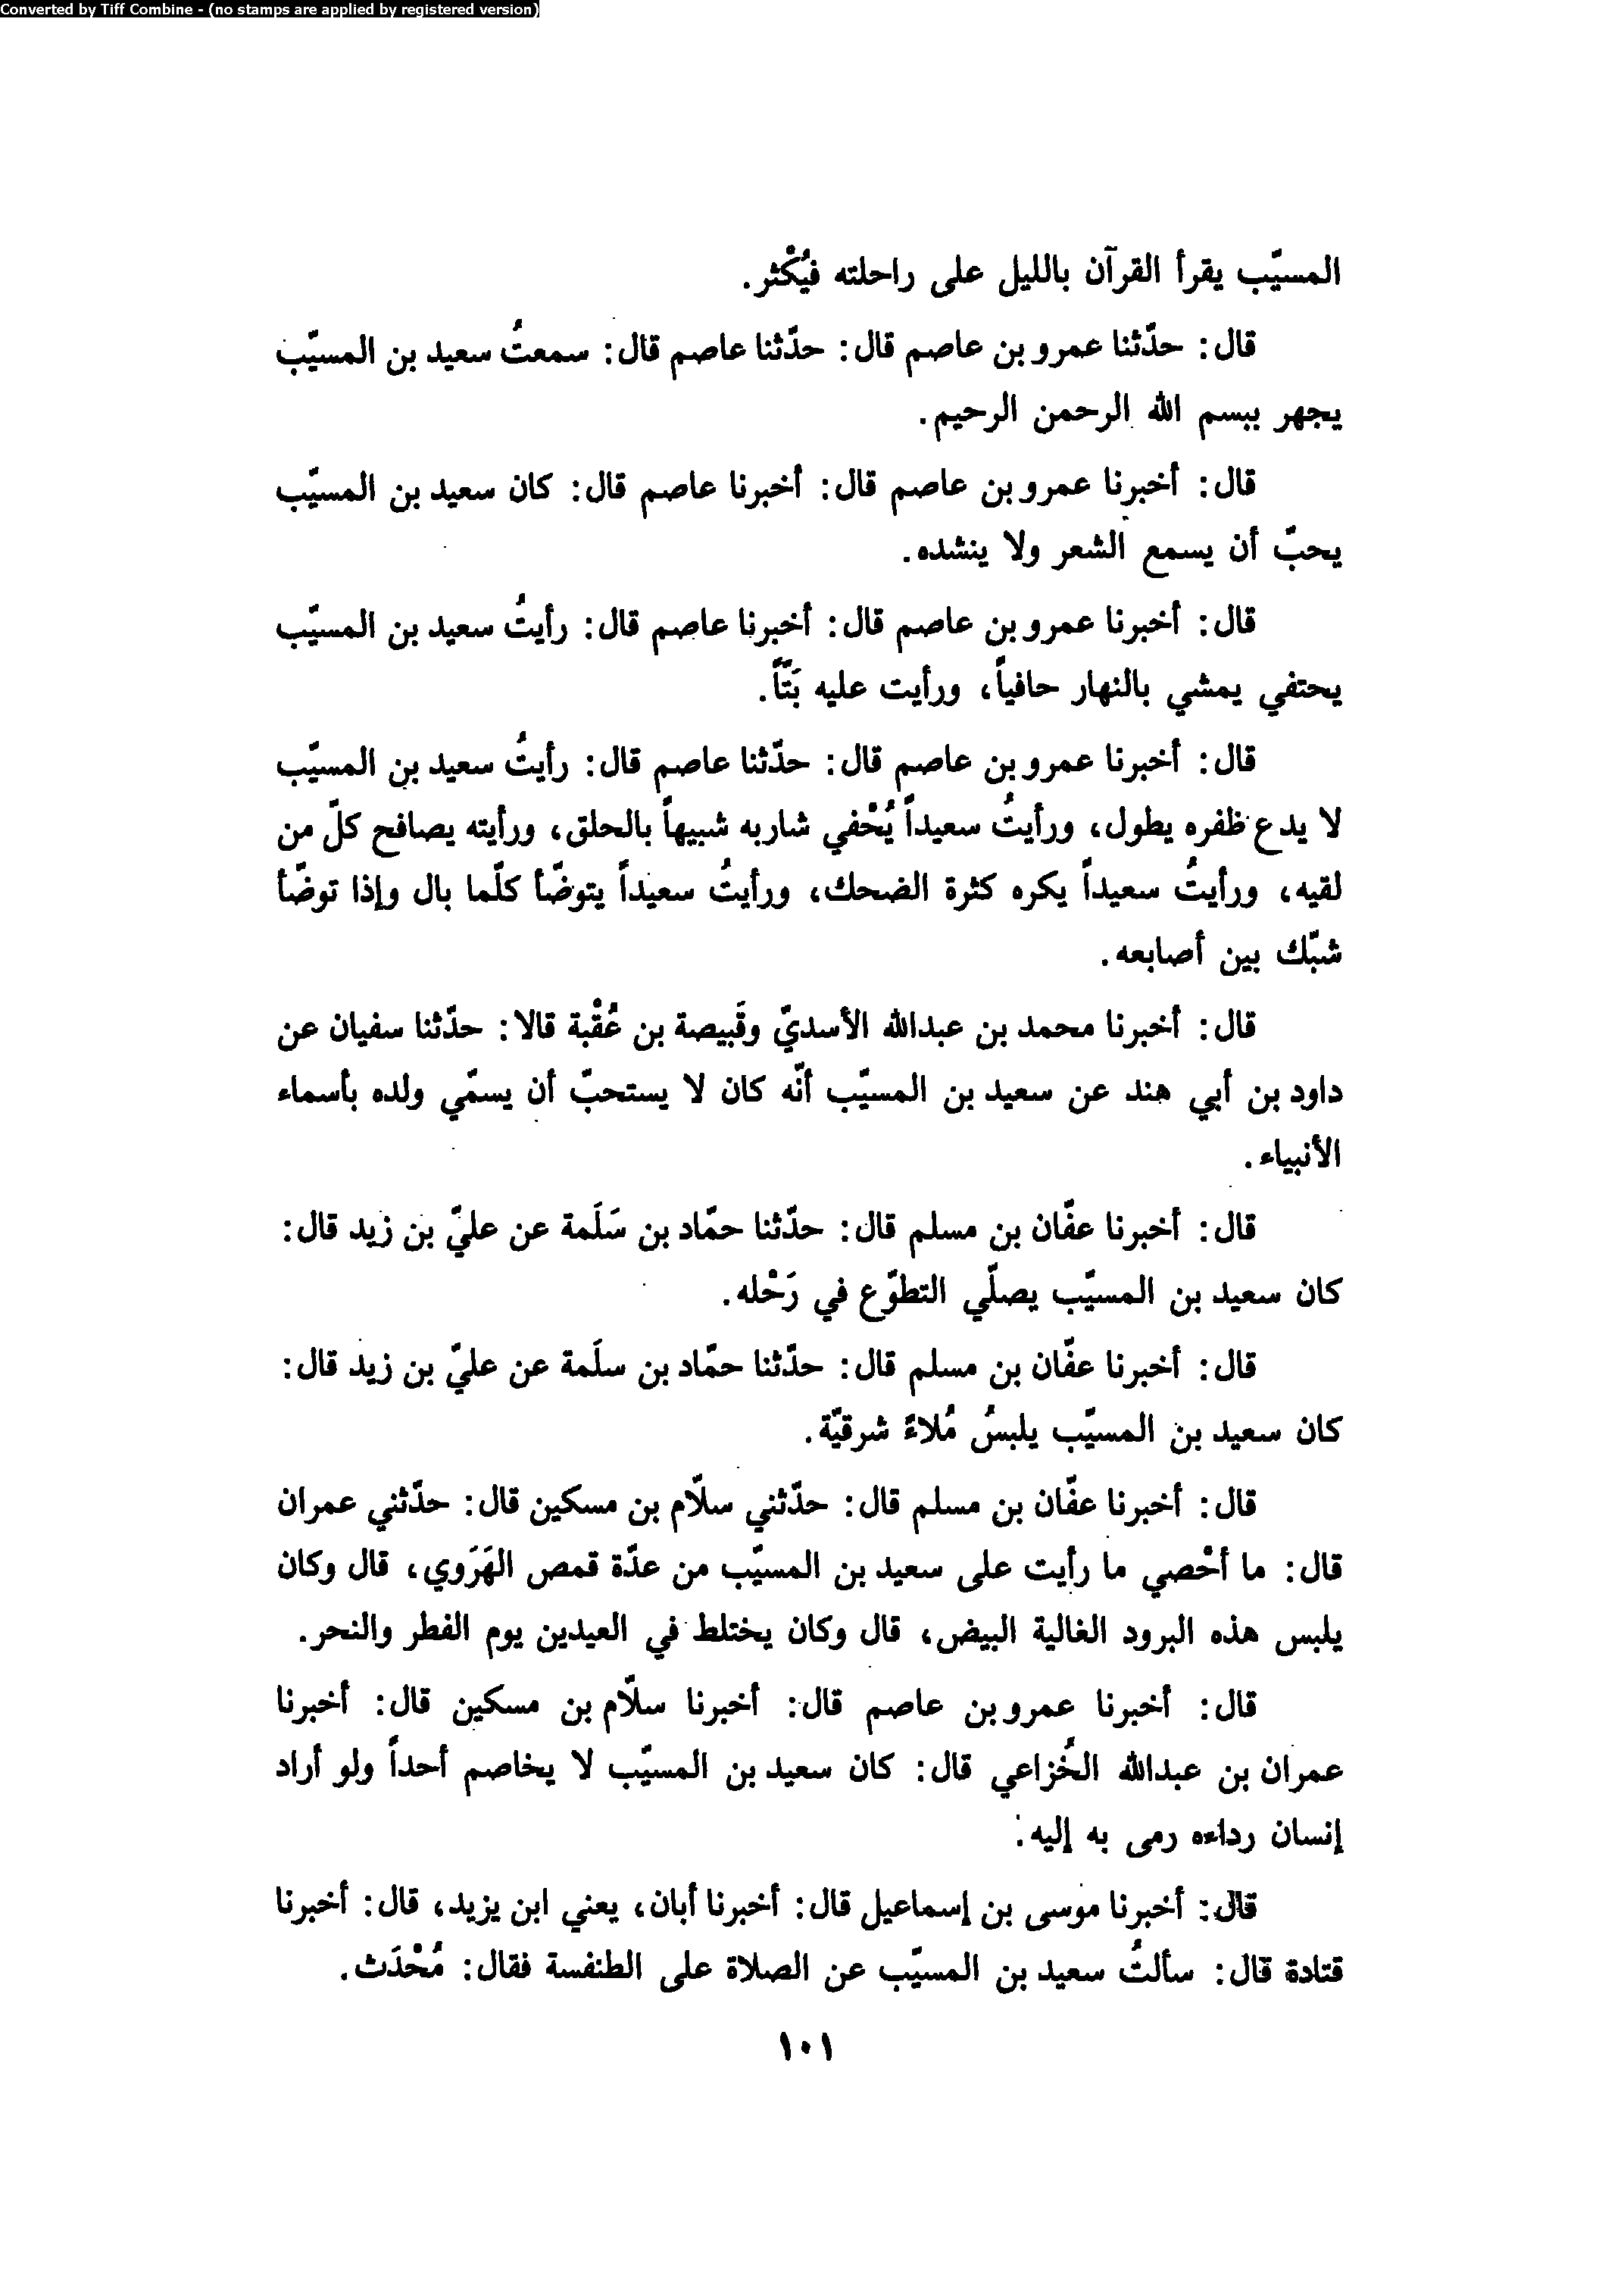 Converted by Tiff Combine - (no stamps are applied by registered version)
المسيّب يقرأ القرآن بالليل على راحلته فيُكْثر.
قال: حدّثنا عمرو بن عاصم قال: حدّثنا عاصم قال: سمعتُ سعيد بن المسيّب
يجهر ببسم الله الرحمن الرحيم.
قال: أخبرنا عمرو بن عاصم قال: أخبرنا عاصم قال: كان سعيد بن المسيّب
يحبّ أن يسمع الشعر ولا ينشده.
قال: أخبرنا عمرو بن عاصم قال: أخبرنا عاصم قال: رأيتُ سعيد بن المسيّب
يحتفي يمشي بالنهار حافياً، ورأيت عليه بَتّاً.
قال: أخبرنا عمرو بن عاصم قال: حدّثنا عاصم قال: رأيتُ سعيد بن المسيّب
لا يدع ظفره يطول، ورأيتُ سعيداً يُحْفي شاربه شبيهاً بالحلق، ورأيته يصافح كلّ من
لقيه، ورأيتُ سعيداً يكره كثرة الضحك، ورأيتُ سعيداً يتوضّأ كلّما بال وإذا توضّأ
شبّك بين أصابعه.
قال: أخبرنا محمد بن عبدالله الأسديّ وقَبيصة بن عُقْبة قالا: حدّثنا سفيان عن
داود بن أبي هند عن سعيد بن المسيّب أنّه كان لا يستحبّ أن يسمّي ولده بأسماء
الأنبياء.
قال: أخبرنا عفّان بن مسلم قال: حدّثنا حمّاد بن سَلَمة عن عليّ بن زيد قال:
كان سعيد بن المسيّب يصلّي التطوّع في رَحْله.
قال: أخبرنا عفّان بن مسلم قال: حدّثنا حمّاد بن سلَمة عن عليّ بن زيد قال:
كان سعيد بن المسيّب يلبسُ مُلاءً شرقيّة.
قال: أخبرنا عفّان بن مسلم قال: حدّثني سلاّم بن مسكين قال: حدّثني عمران
قال: ما أحْصي ما رأيت على سعيد بن المسيّب من عدّة قمص الهَرَوي، قال وكان
يلبس هذه البرود الغالية البيض، قال وكان يختلط في العيدين يوم الفطر والنحر.
قال: أخبرنا عمرو بن عاصم قال: أخبرنا سلاّم بن مسكين قال: أخبرنا
عمران بن عبدالله الخُزاعي قال: كان سعيد بن المسيّب لا يخاصم أحداً ولو أراد
إنسان رداءه رمى به إليه.
قال: أخبرنا موسى بن إسماعيل قال: أخبرنا أبان، يعني ابن يزيد، قال: أخبرنا
قتادة قال: سألتُ سعيد بن المسيّب عن الصلاة على الطنفسة فقال: مُحْدَث.
١٠١